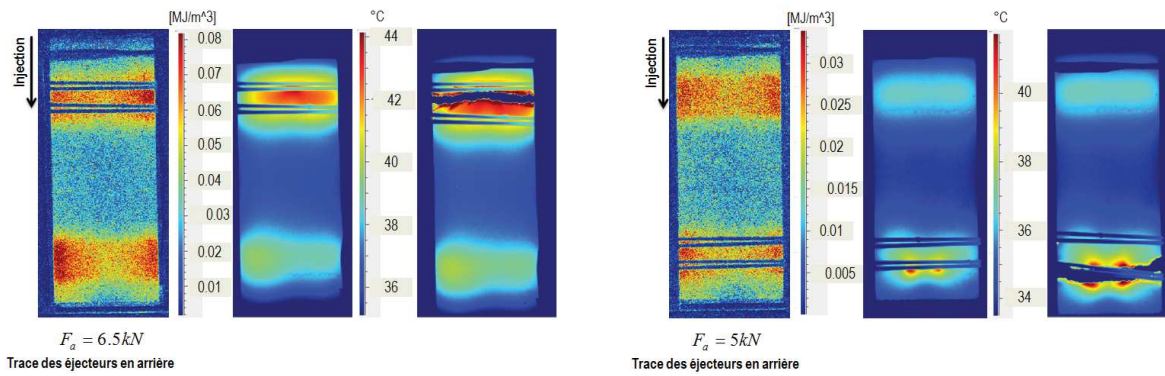 [MJ/m^3]
°C
Injection
0.08
0.07
0.06
0.05
0.04
0.03
0.02
0.01
44
42
40
38
36
F_a = 6.5kN
Trace des éjecteurs en arrière
[MJ/m^3]
°C
Injection
0.03
0.025
0.02
0.015
0.01
0.005
40
38
36
34
F_a = 5kN
Trace des éjecteurs en arrière